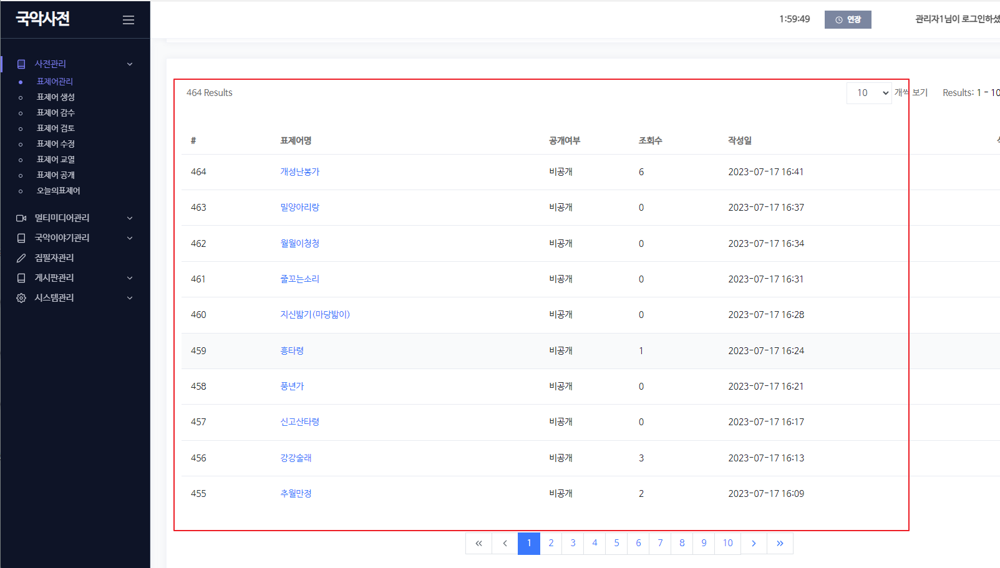 국악사전
1:59:49
연장
관리자1님이 로그인하셨
사전관리
표제어관리
표제어 생성
표제어 감수
표제어 검토
표제어 수정
표제어 교열
표제어 공개
오늘의표제어
멀티미디어관리
국악이야기관리
집필자관리
게시판관리
시스템관리
464 Results
10 개씩 보기 Results: 1 - 10
# 표제어명 공개여부 조회수 작성일
464 개성난봉가 비공개 6 2023-07-17 16:41
463 밀양아리랑 비공개 0 2023-07-17 16:37
462 월월이청청 비공개 0 2023-07-17 16:34
461 줄꼬는소리 비공개 0 2023-07-17 16:31
460 지신밟기(마당밟이) 비공개 0 2023-07-17 16:28
459 흥타령 비공개 1 2023-07-17 16:24
458 풍년가 비공개 0 2023-07-17 16:21
457 신고산타령 비공개 0 2023-07-17 16:17
456 강강술래 비공개 3 2023-07-17 16:13
455 추월만정 비공개 2 2023-07-17 16:09
« ‹ 1 2 3 4 5 6 7 8 9 10 › »